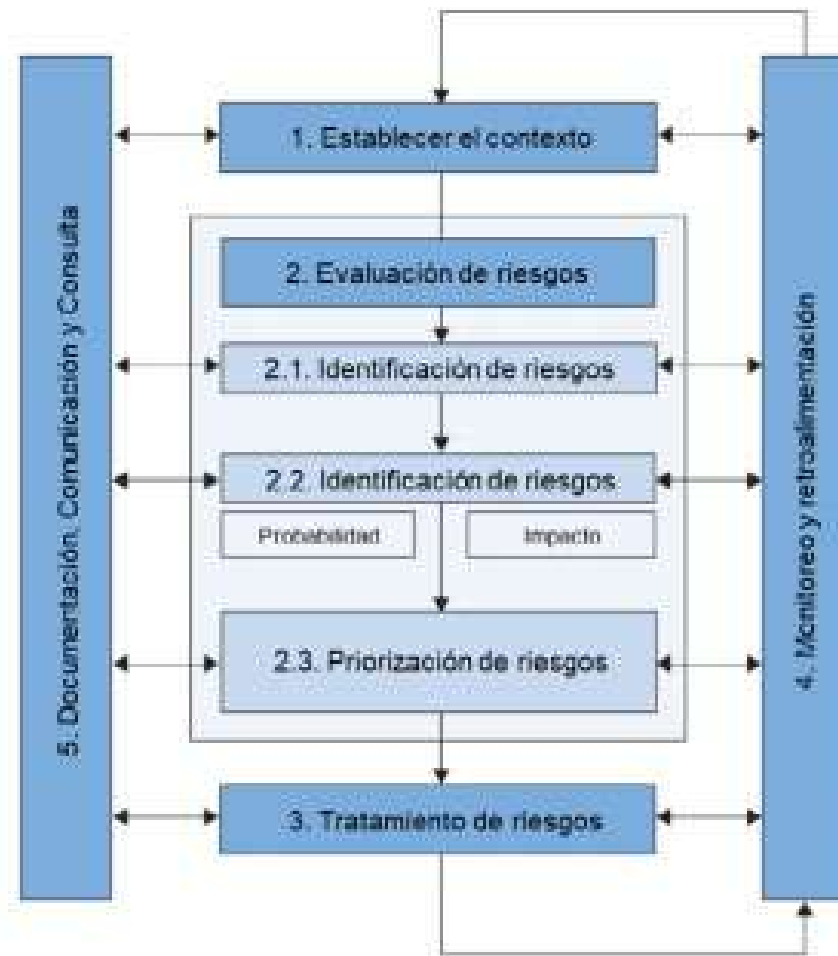 1. Establecer el contexto
2. Evaluación de riesgos
2.1. Identificación de riesgos
2.2. Identificación de riesgos
Probabilidad
Impacto
2.3. Priorización de riesgos
3. Tratamiento de riesgos
4. Monitoreo y retroalimentación
5. Documentación, Comunicación y Consulta